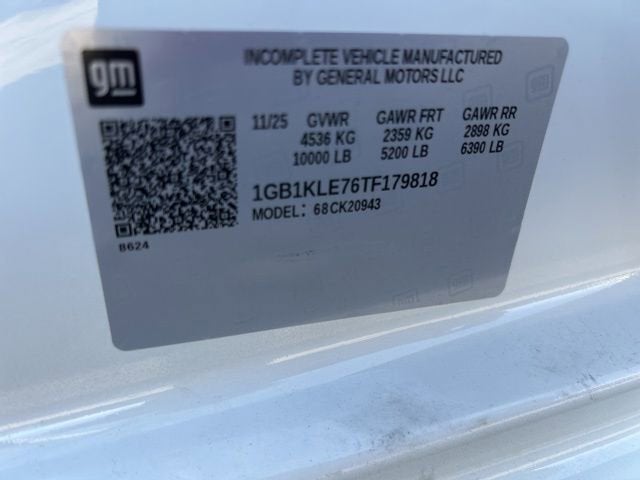 gm
INCOMPLETE VEHICLE MANUFACTURED
BY GENERAL MOTORS LLC
11/25 GVWR GAWR FRT GAWR RR
4536 KG 2359 KG 2898 KG
10000 LB 5200 LB 6390 LB
1GB1KLE76TF179818
MODEL: 68CK20943
B624